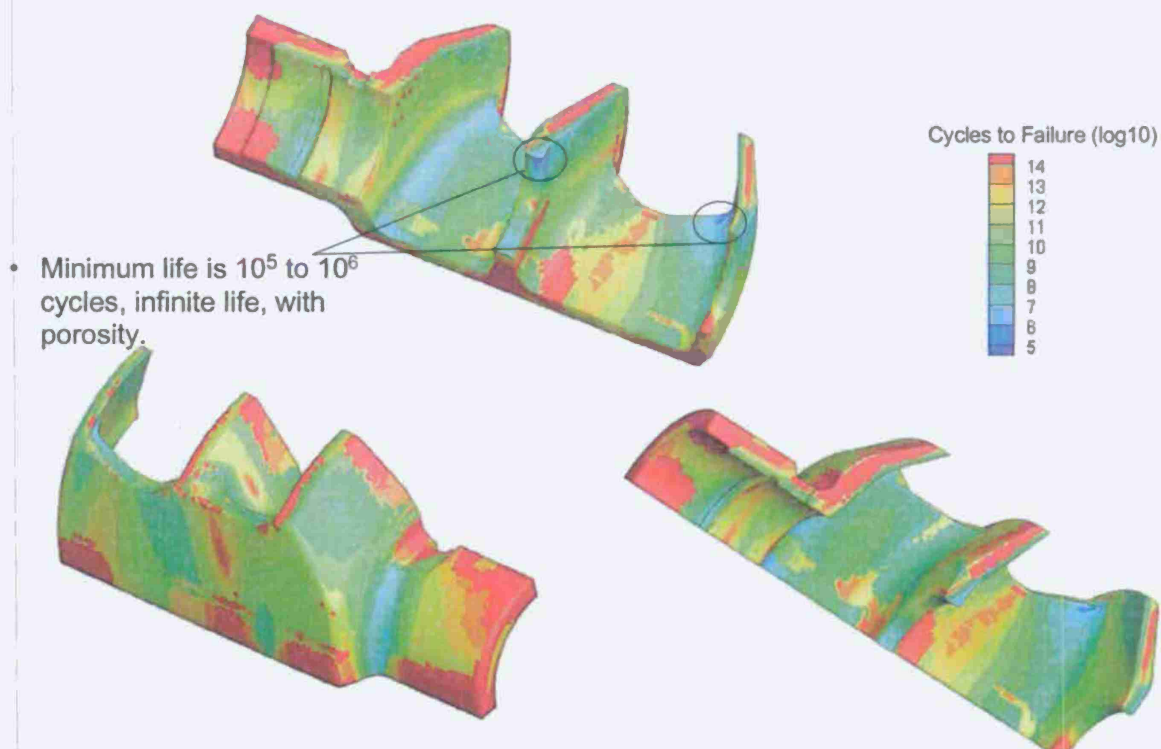 Cycles to Failure (log10)
14
13
12
11
10
9
8
7
6
5
• Minimum life is 10⁵ to 10⁶
cycles, infinite life, with
porosity.